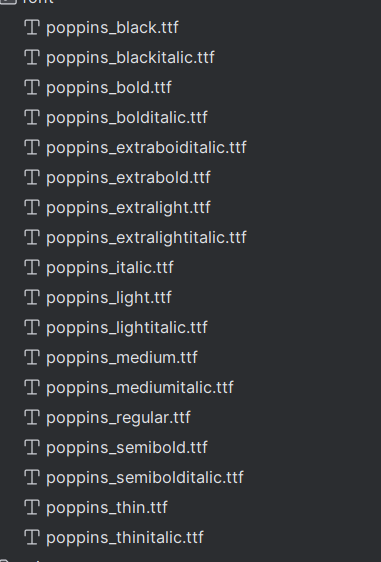 font
poppins_black.ttf
poppins_blackitalic.ttf
poppins_bold.ttf
poppins_bolditalic.ttf
poppins_extraboiditalic.ttf
poppins_extrabold.ttf
poppins_extralight.ttf
poppins_extralightitalic.ttf
poppins_italic.ttf
poppins_light.ttf
poppins_lightitalic.ttf
poppins_medium.ttf
poppins_mediumitalic.ttf
poppins_regular.ttf
poppins_semibold.ttf
poppins_semibolditalic.ttf
poppins_thin.ttf
poppins_thinitalic.ttf